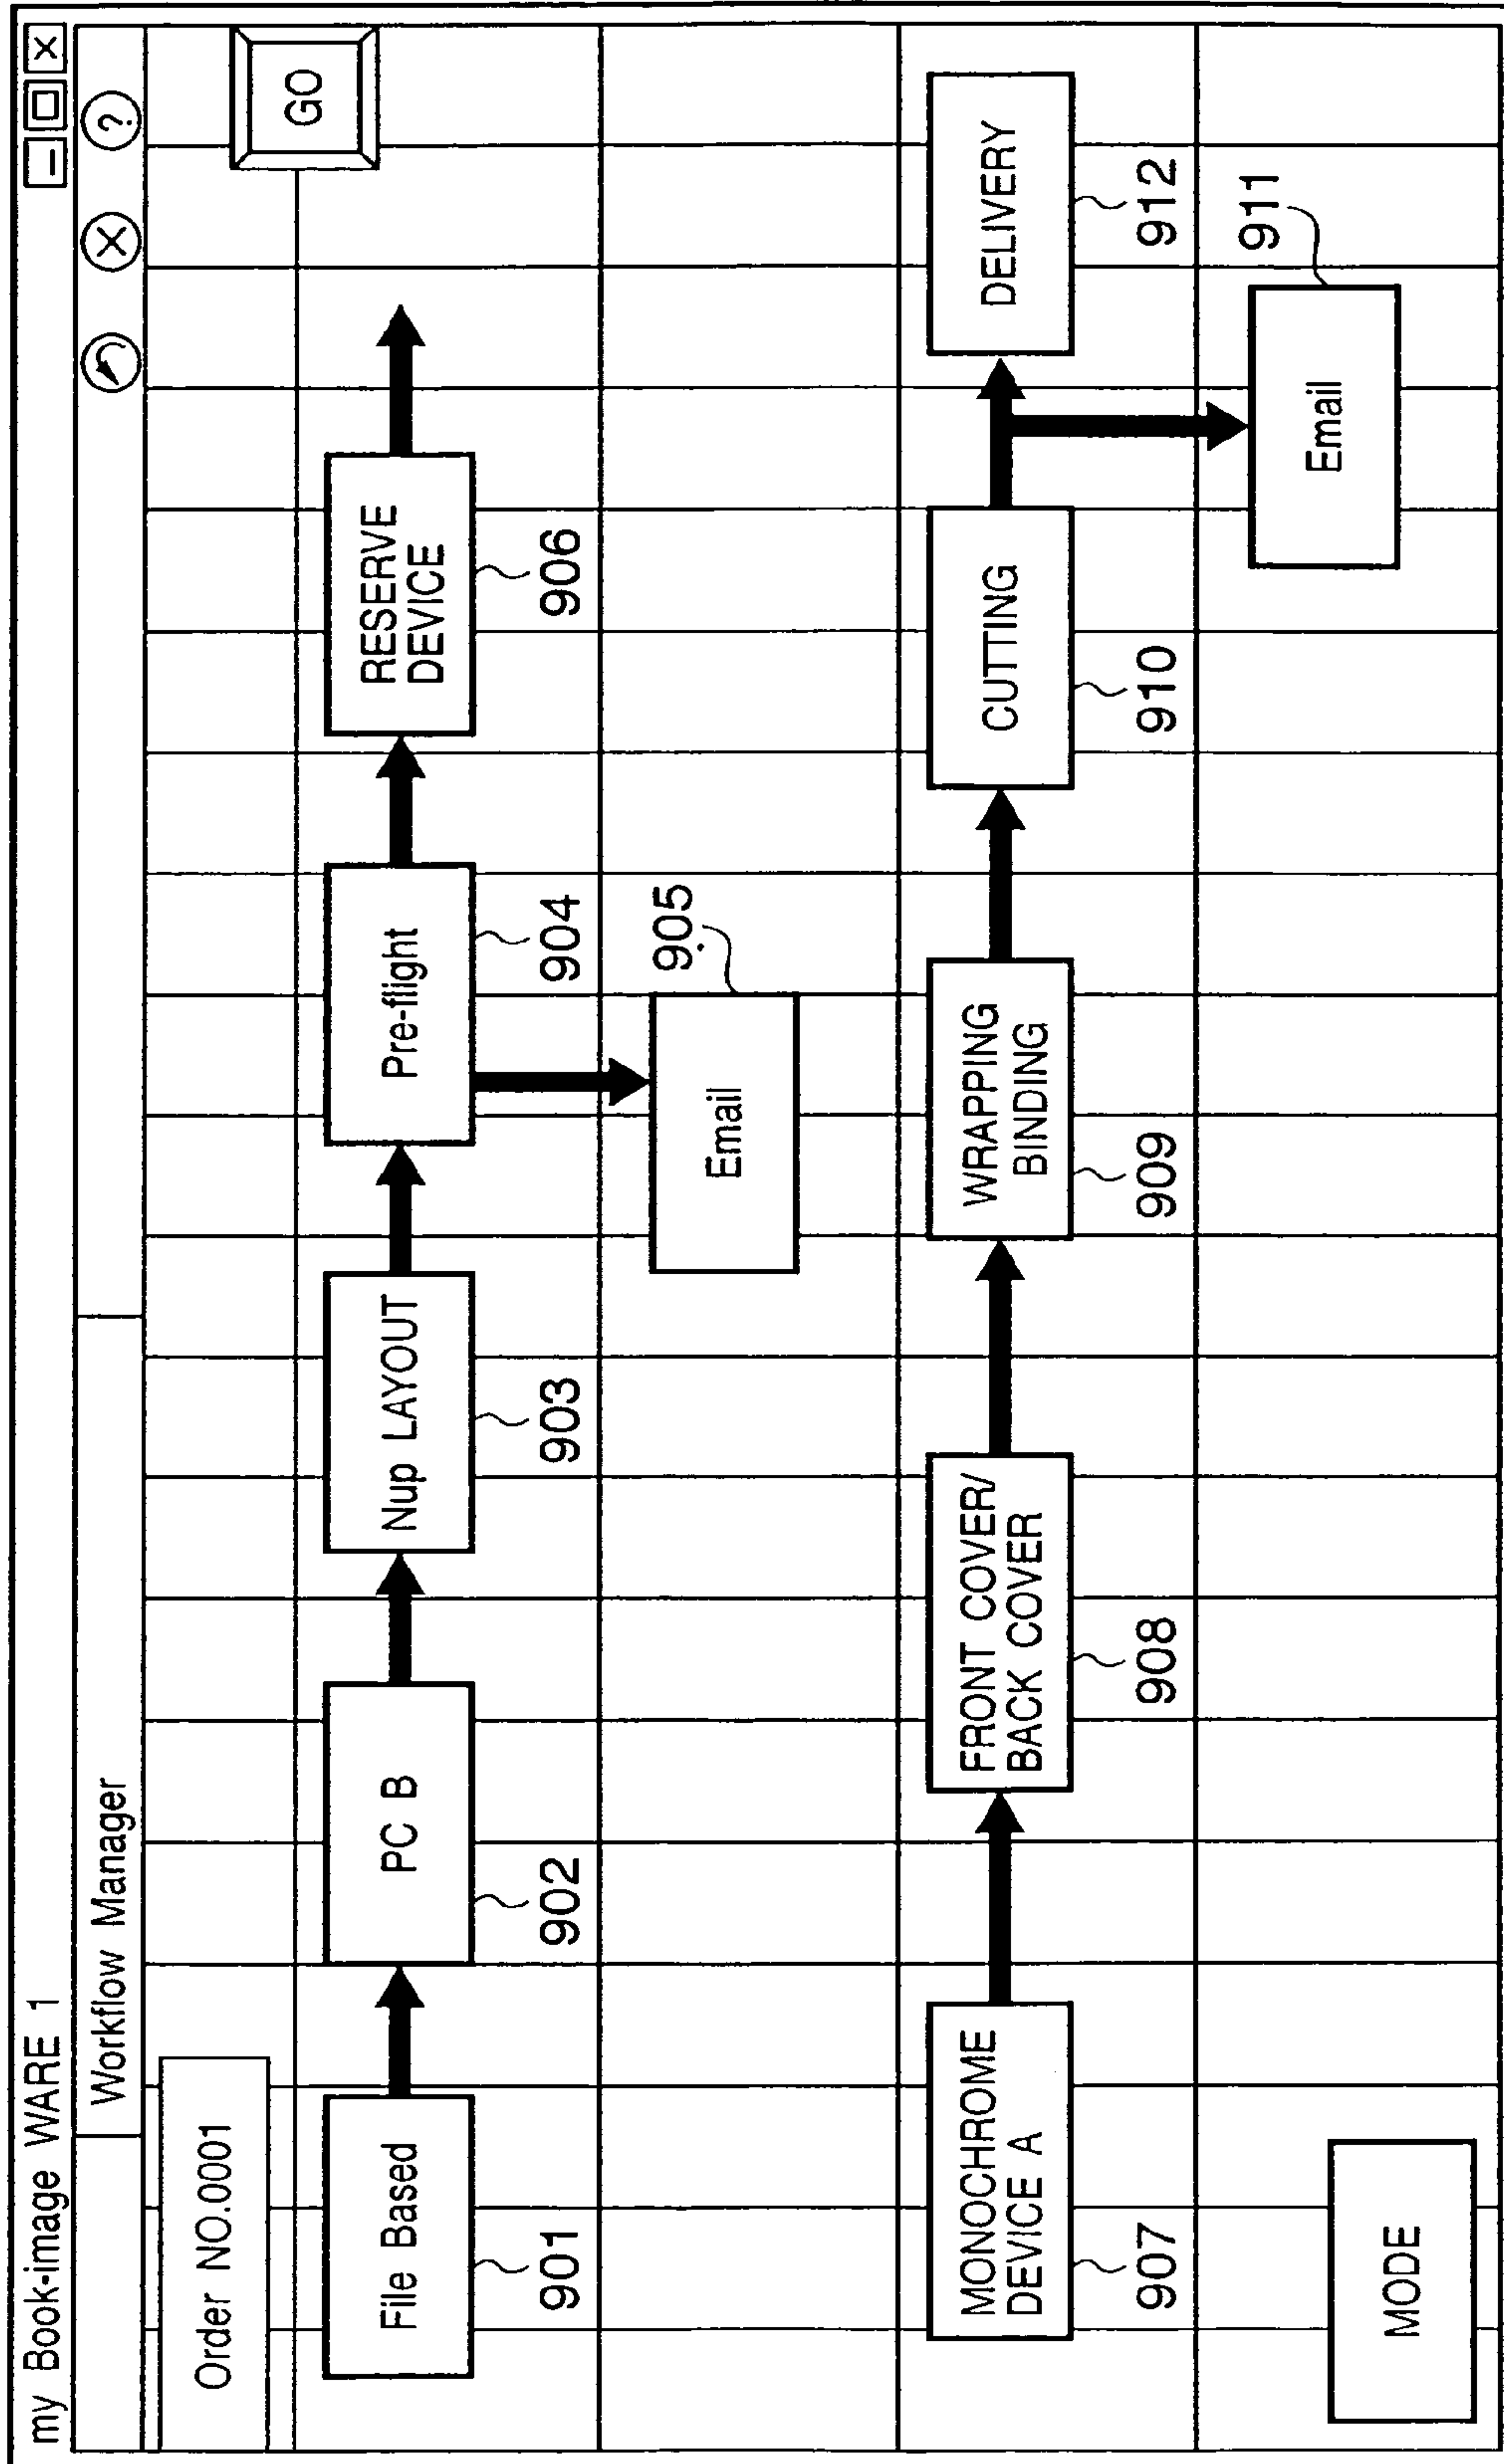 my Book-image WARE 1
Workflow Manager
?
Order NO.0001
GO
File Based
PC B
Nup LAYOUT
Pre-flight
RESERVE
DEVICE
901
902
903
904
906
905
Email
MONOCHROME
DEVICE A
FRONT COVER/
BACK COVER
WRAPPING
BINDING
CUTTING
DELIVERY
907
908
909
910
912
911
Email
MODE